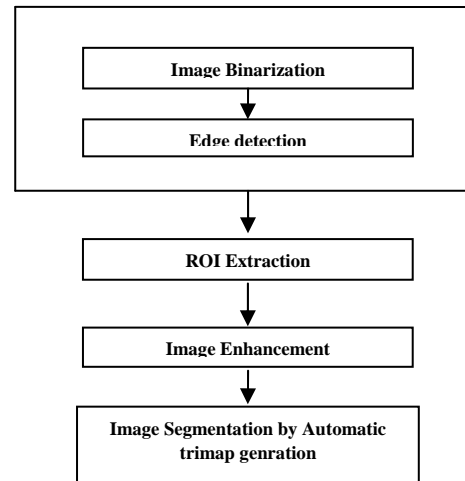 Image Binarization
Edge detection
ROI Extraction
Image Enhancement
Image Segmentation by Automatic
trimap genration